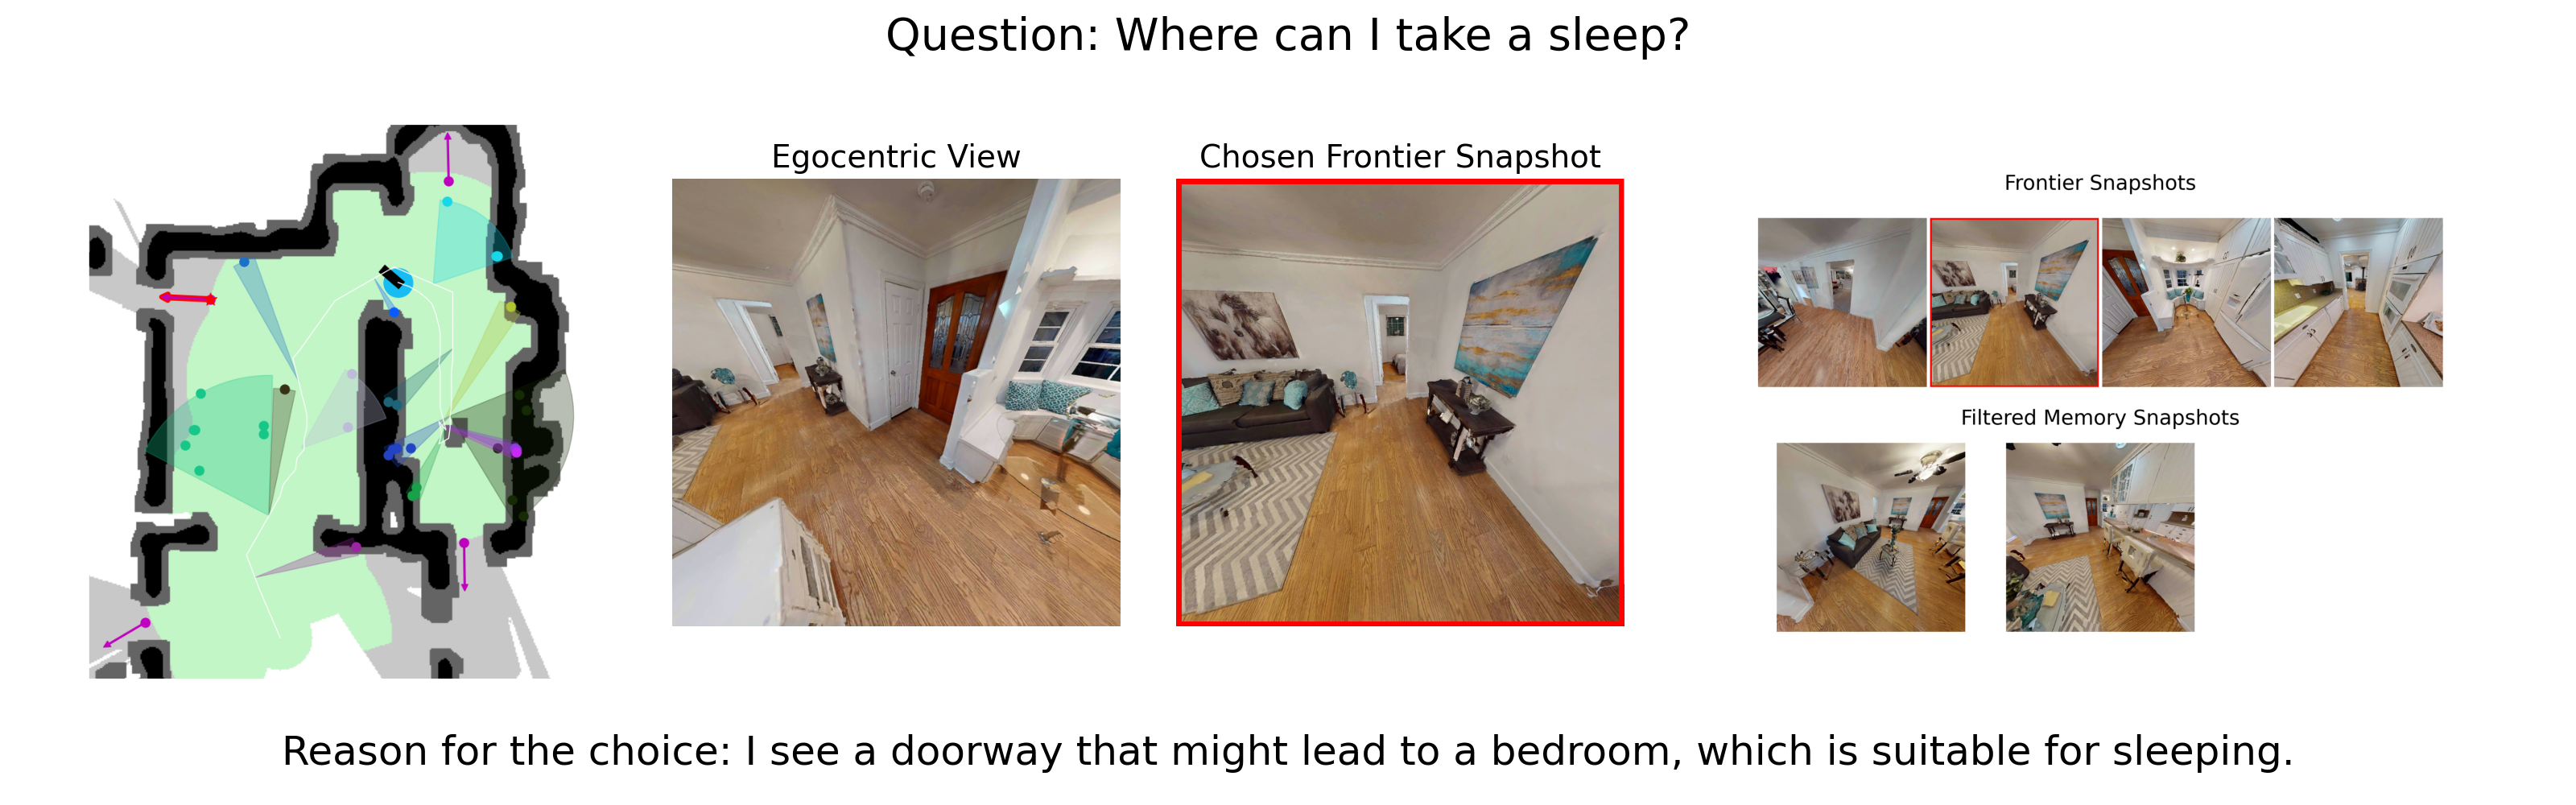 Question: Where can I take a sleep?
Egocentric View
Chosen Frontier Snapshot
Frontier Snapshots
Filtered Memory Snapshots
Reason for the choice: I see a doorway that might lead to a bedroom, which is suitable for sleeping.